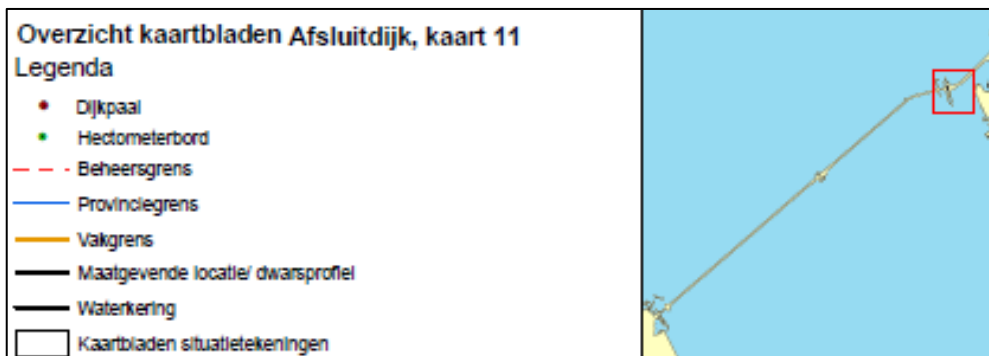 Overzicht kaartbladen Afsluitdijk, kaart 11
Legenda
Dijkpaal
Hectometerbord
Beheersgrens
Provinciegrens
Vakgrens
Maatgevende locatie/ dwarsprofiel
Waterkering
Kaartbladen situatietekeningen